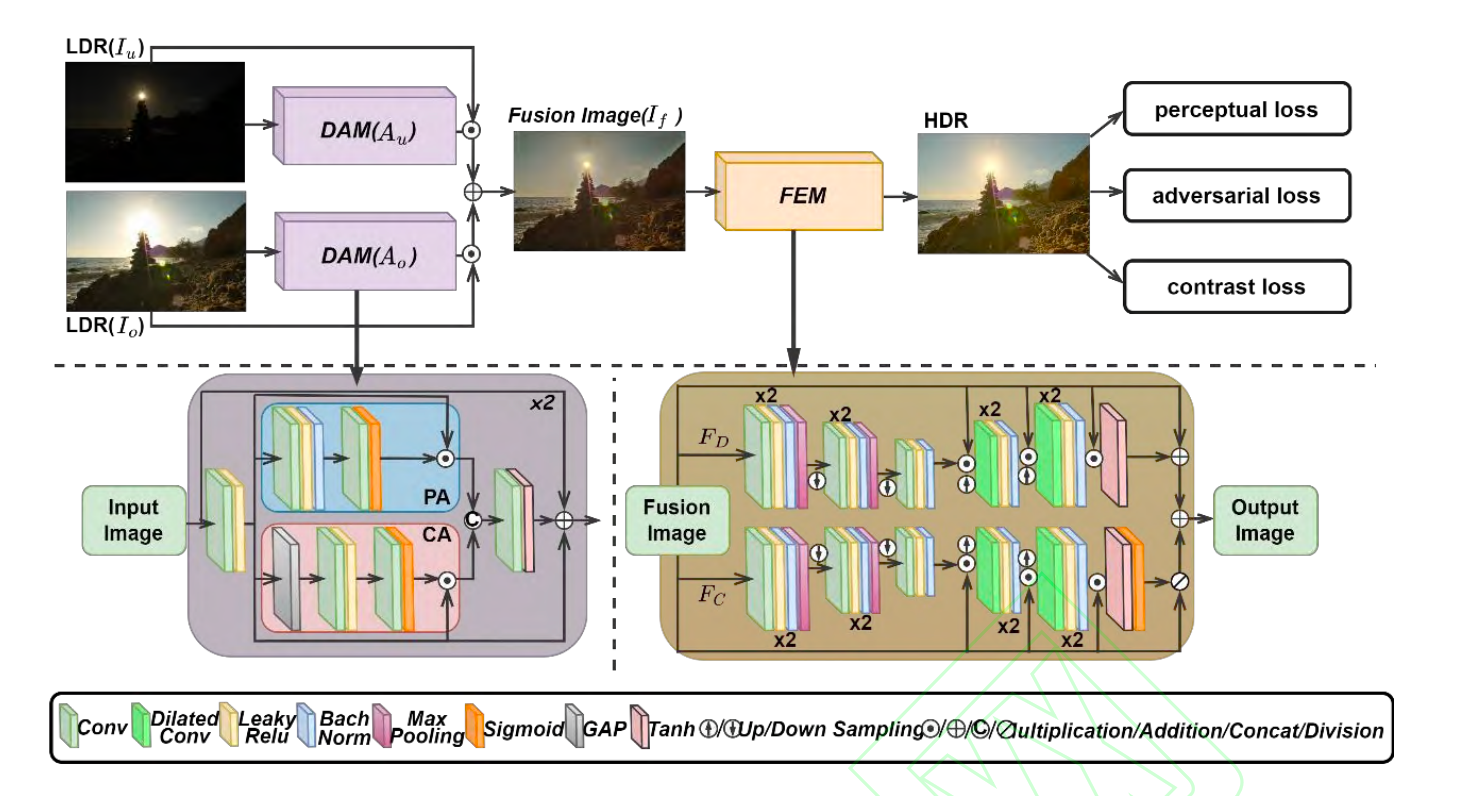 LDR(I_u)
DAM(A_u)
Fusion Image(I_f )
HDR
perceptual loss
FEM
adversarial loss
DAM(A_o)
contrast loss
LDR(I_o)
x2
PA
CA
Input
Image
C
x2
x2
x2
x2
F_D
Fusion
Image
Output
Image
F_C
x2
x2
x2
x2
Conv
Dilated
Conv
Leaky
Relu
Bach
Norm
Max
Pooling
Sigmoid
GAP
Tanh
/ Up/Down Sampling
/ / C / Multiplication/Addition/Concat/Division